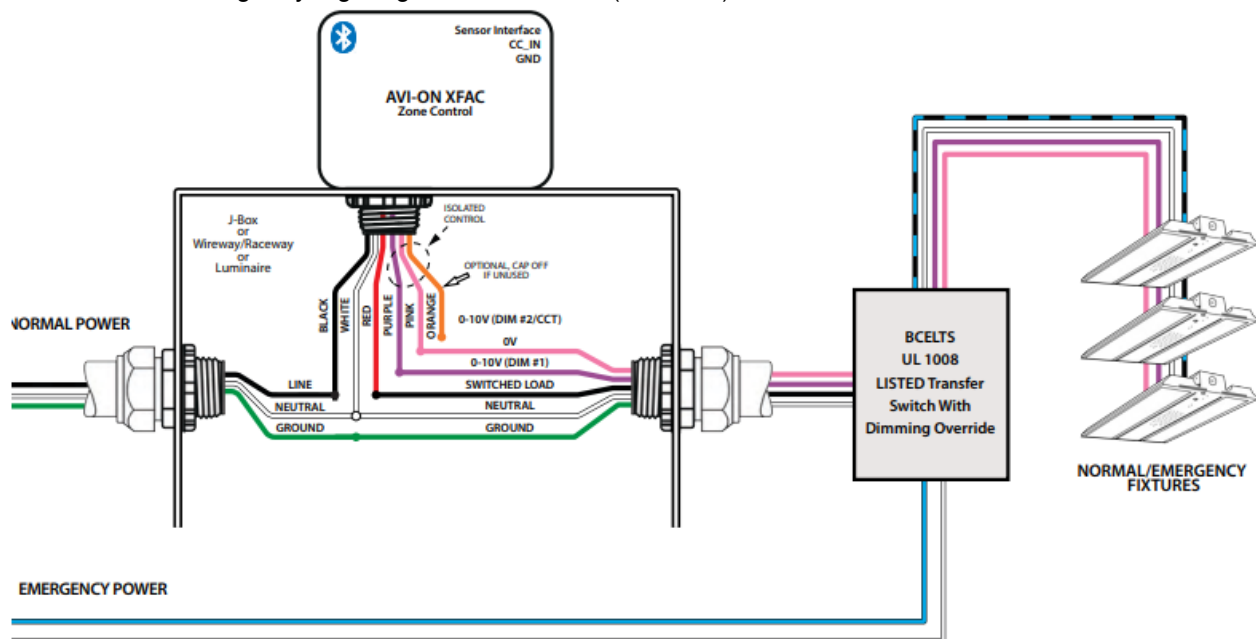 Sensor Interface
CC_IN
GND
AVI-ON XFAC
Zone Control
J-Box
or
Wireway/Raceway
or
Luminaire
ISOLATED
CONTROL
OPTIONAL, CAP OFF
IF UNUSED
BLACK
WHITE
RED
PURPLE
PINK
ORANGE
0-10V (DIM #2/CCT)
0V
0-10V (DIM #1)
NORMAL POWER
LINE
SWITCHED LOAD
NEUTRAL
NEUTRAL
GROUND
GROUND
BCELTS
UL 1008
LISTED Transfer
Switch With
Dimming Override
NORMAL/EMERGENCY
FIXTURES
EMERGENCY POWER